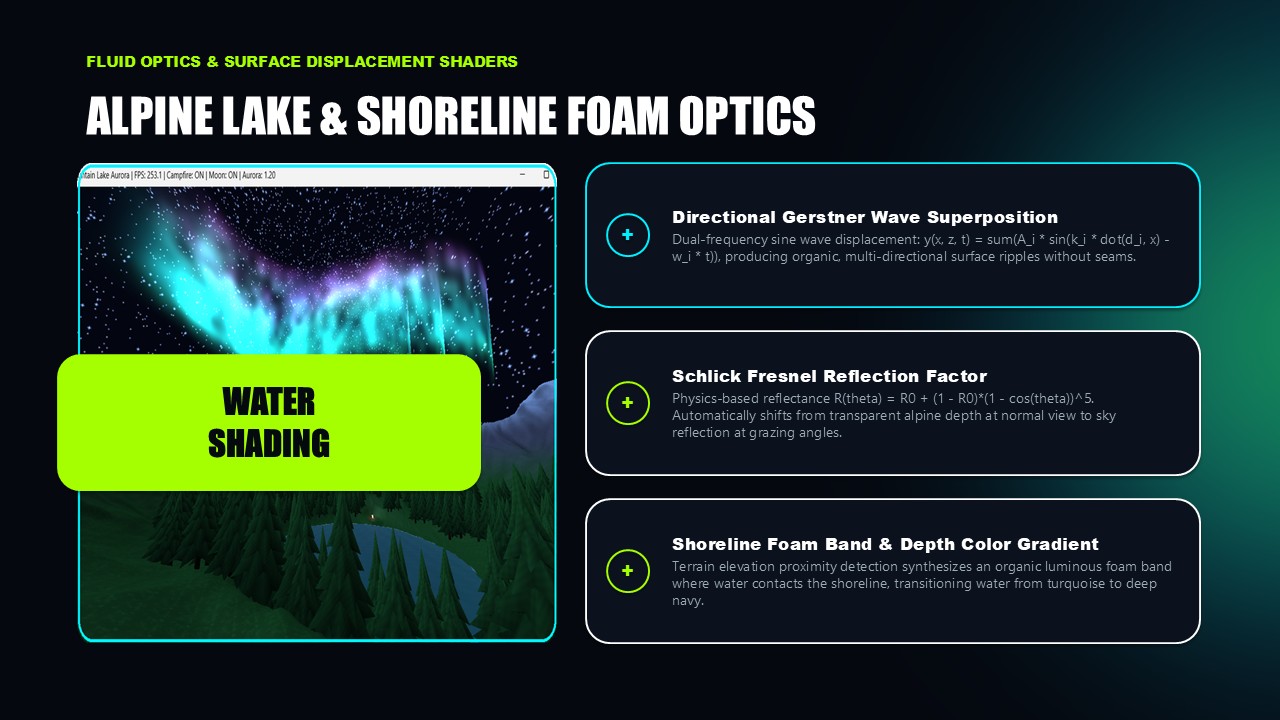 FLUID OPTICS & SURFACE DISPLACEMENT SHADERS
ALPINE LAKE & SHORELINE FOAM OPTICS
tain Lake Aurora | FPS: 253.1 | Campfire: ON | Moon: ON | Aurora: 1.20
WATER
SHADING
Directional Gerstner Wave Superposition
Dual-frequency sine wave displacement: y(x, z, t) = sum(A_i * sin(k_i * dot(d_i, x) -
w_i * t)), producing organic, multi-directional surface ripples without seams.
Schlick Fresnel Reflection Factor
Physics-based reflectance R(theta) = R0 + (1 - R0)*(1 - cos(theta))^5.
Automatically shifts from transparent alpine depth at normal view to sky
reflection at grazing angles.
Shoreline Foam Band & Depth Color Gradient
Terrain elevation proximity detection synthesizes an organic luminous foam band
where water contacts the shoreline, transitioning water from turquoise to deep
navy.